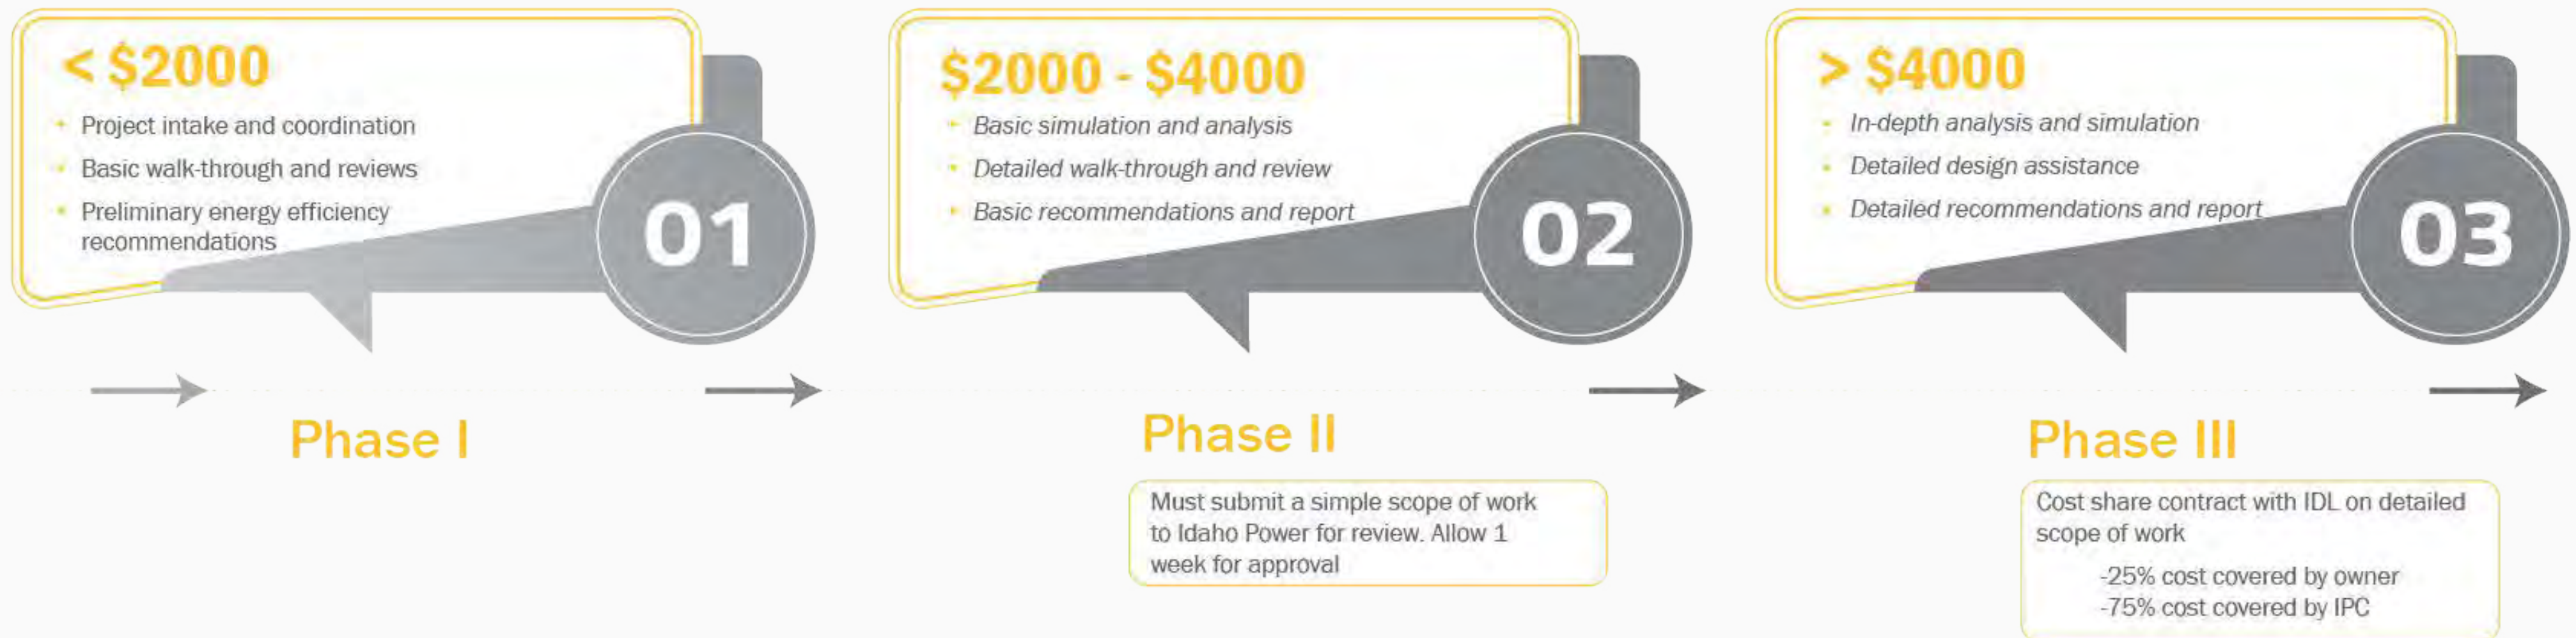 < $2000
Project intake and coordination
Basic walk-through and reviews
Preliminary energy efficiency
recommendations
01
Phase I
$2000 - $4000
Basic simulation and analysis
Detailed walk-through and review
Basic recommendations and report
02
Phase II
Must submit a simple scope of work
to Idaho Power for review. Allow 1
week for approval
> $4000
In-depth analysis and simulation
Detailed design assistance
Detailed recommendations and report
03
Phase III
Cost share contract with IDL on detailed
scope of work
-25% cost covered by owner
-75% cost covered by IPC